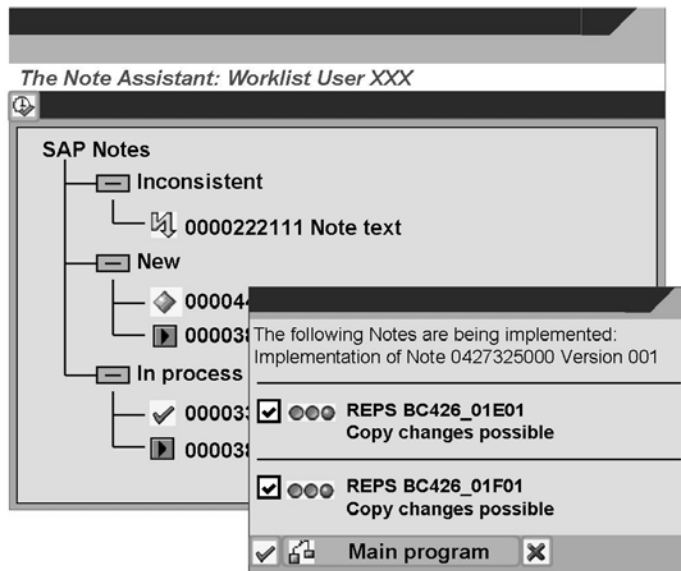 The Note Assistant: Worklist User XXX
SAP Notes
Inconsistent
0000222111 Note text
New
In process
The following Notes are being implemented:
Implementation of Note 0427325000 Version 001
REPS BC426_01E01
Copy changes possible
REPS BC426_01F01
Copy changes possible
Main program